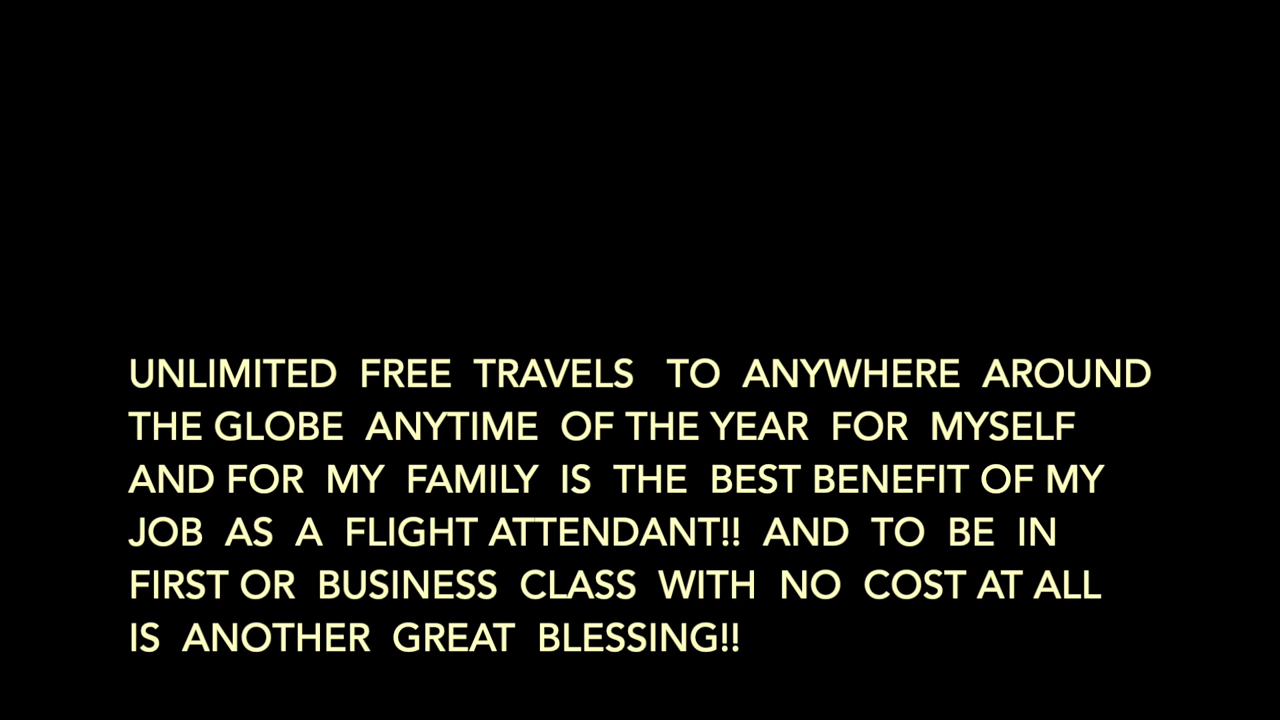 UNLIMITED FREE TRAVELS TO ANYWHERE AROUND
THE GLOBE ANYTIME OF THE YEAR FOR MYSELF
AND FOR MY FAMILY IS THE BEST BENEFIT OF MY
JOB AS A FLIGHT ATTENDANT!! AND TO BE IN
FIRST OR BUSINESS CLASS WITH NO COST AT ALL
IS ANOTHER GREAT BLESSING!!